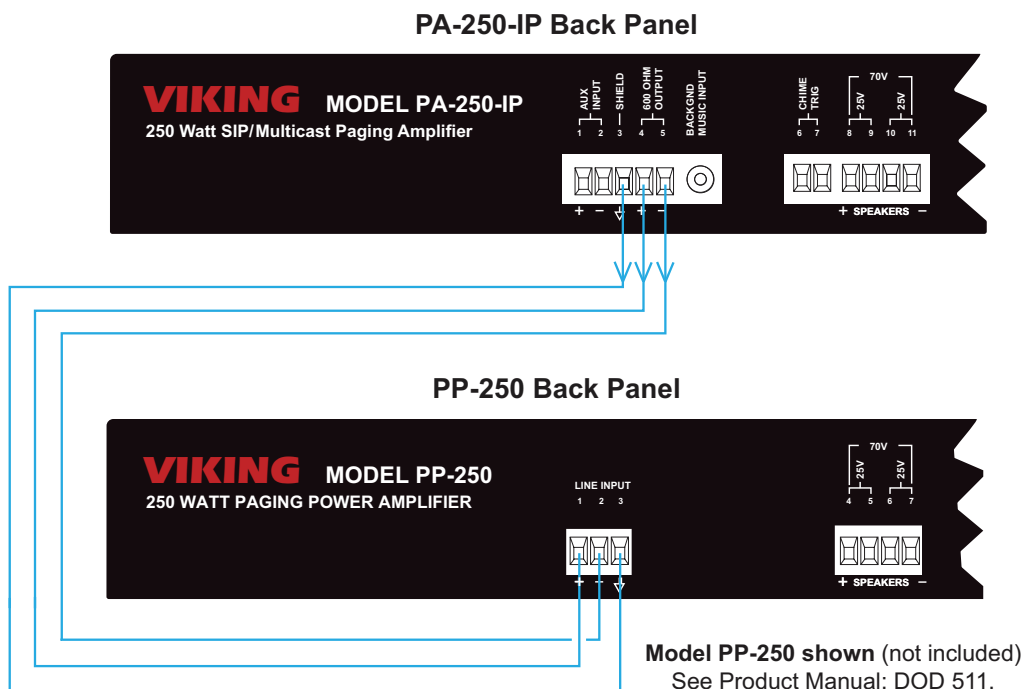 PA-250-IP Back Panel
VIKING MODEL PA-250-IP
250 Watt SIP/Multicast Paging Amplifier
AUX INPUT
SHIELD
600 OHM OUTPUT
BACKGND MUSIC INPUT
1 2 3 4 5
+ − +  −
CHIME TRIG
70V
25V 25V
6 7 8 9 10 11
+ SPEAKERS −
PP-250 Back Panel
VIKING MODEL PP-250
250 WATT PAGING POWER AMPLIFIER
LINE INPUT
1 2 3
+ −
70V
25V 25V
4 5 6 7
+ SPEAKERS −
Model PP-250 shown (not included)
See Product Manual: DOD 511.